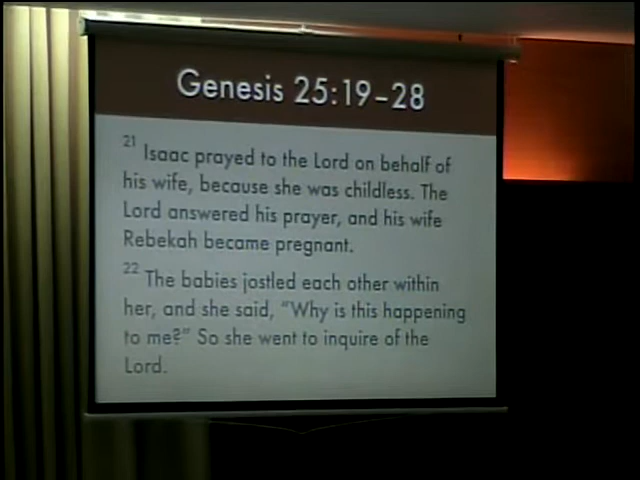 Genesis 25:19–28
21 Isaac prayed to the Lord on behalf of
his wife, because she was childless. The
Lord answered his prayer, and his wife
Rebekah became pregnant.
22 The babies jostled each other within
her, and she said, “Why is this happening
to me?” So she went to inquire of the
Lord.